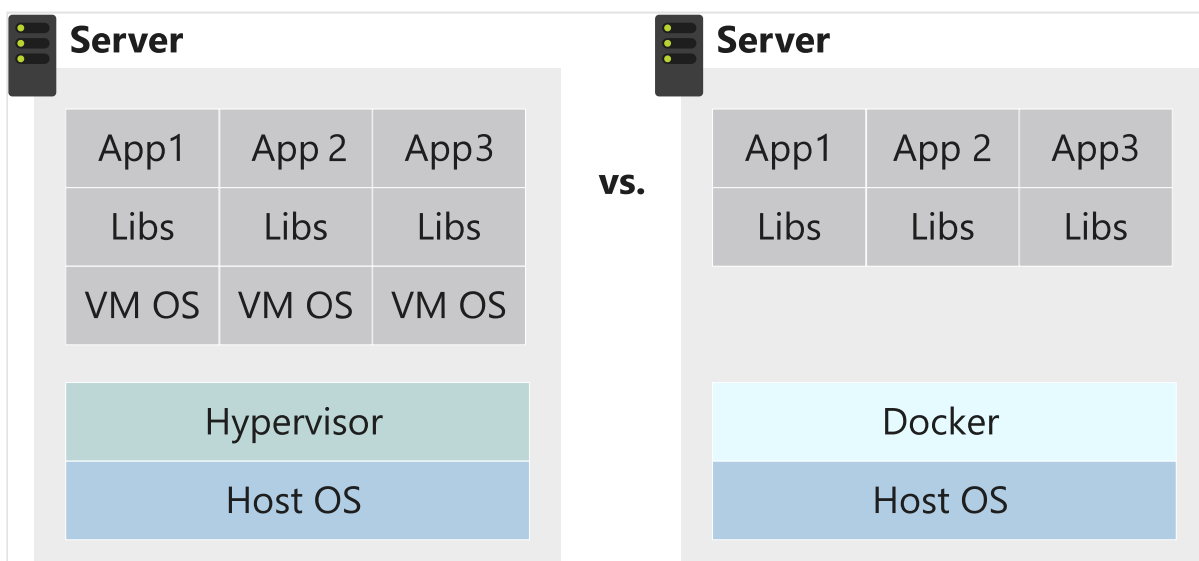 Server
App1 App 2 App3
Libs Libs Libs
VM OS VM OS VM OS
Hypervisor
Host OS
vs.
Server
App1 App 2 App3
Libs Libs Libs
Docker
Host OS